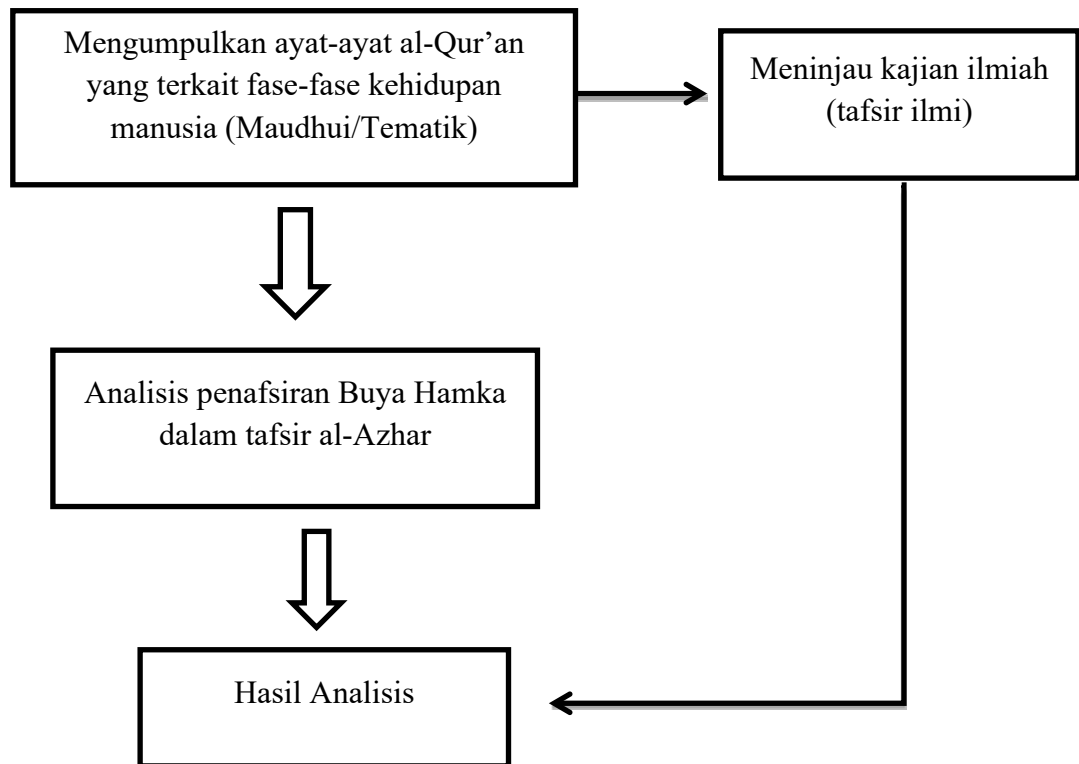 Mengumpulkan ayat-ayat al-Qur’an
yang terkait fase-fase kehidupan
manusia (Maudhui/Tematik)
Meninjau kajian ilmiah
(tafsir ilmi)
Analisis penafsiran Buya Hamka
dalam tafsir al-Azhar
Hasil Analisis